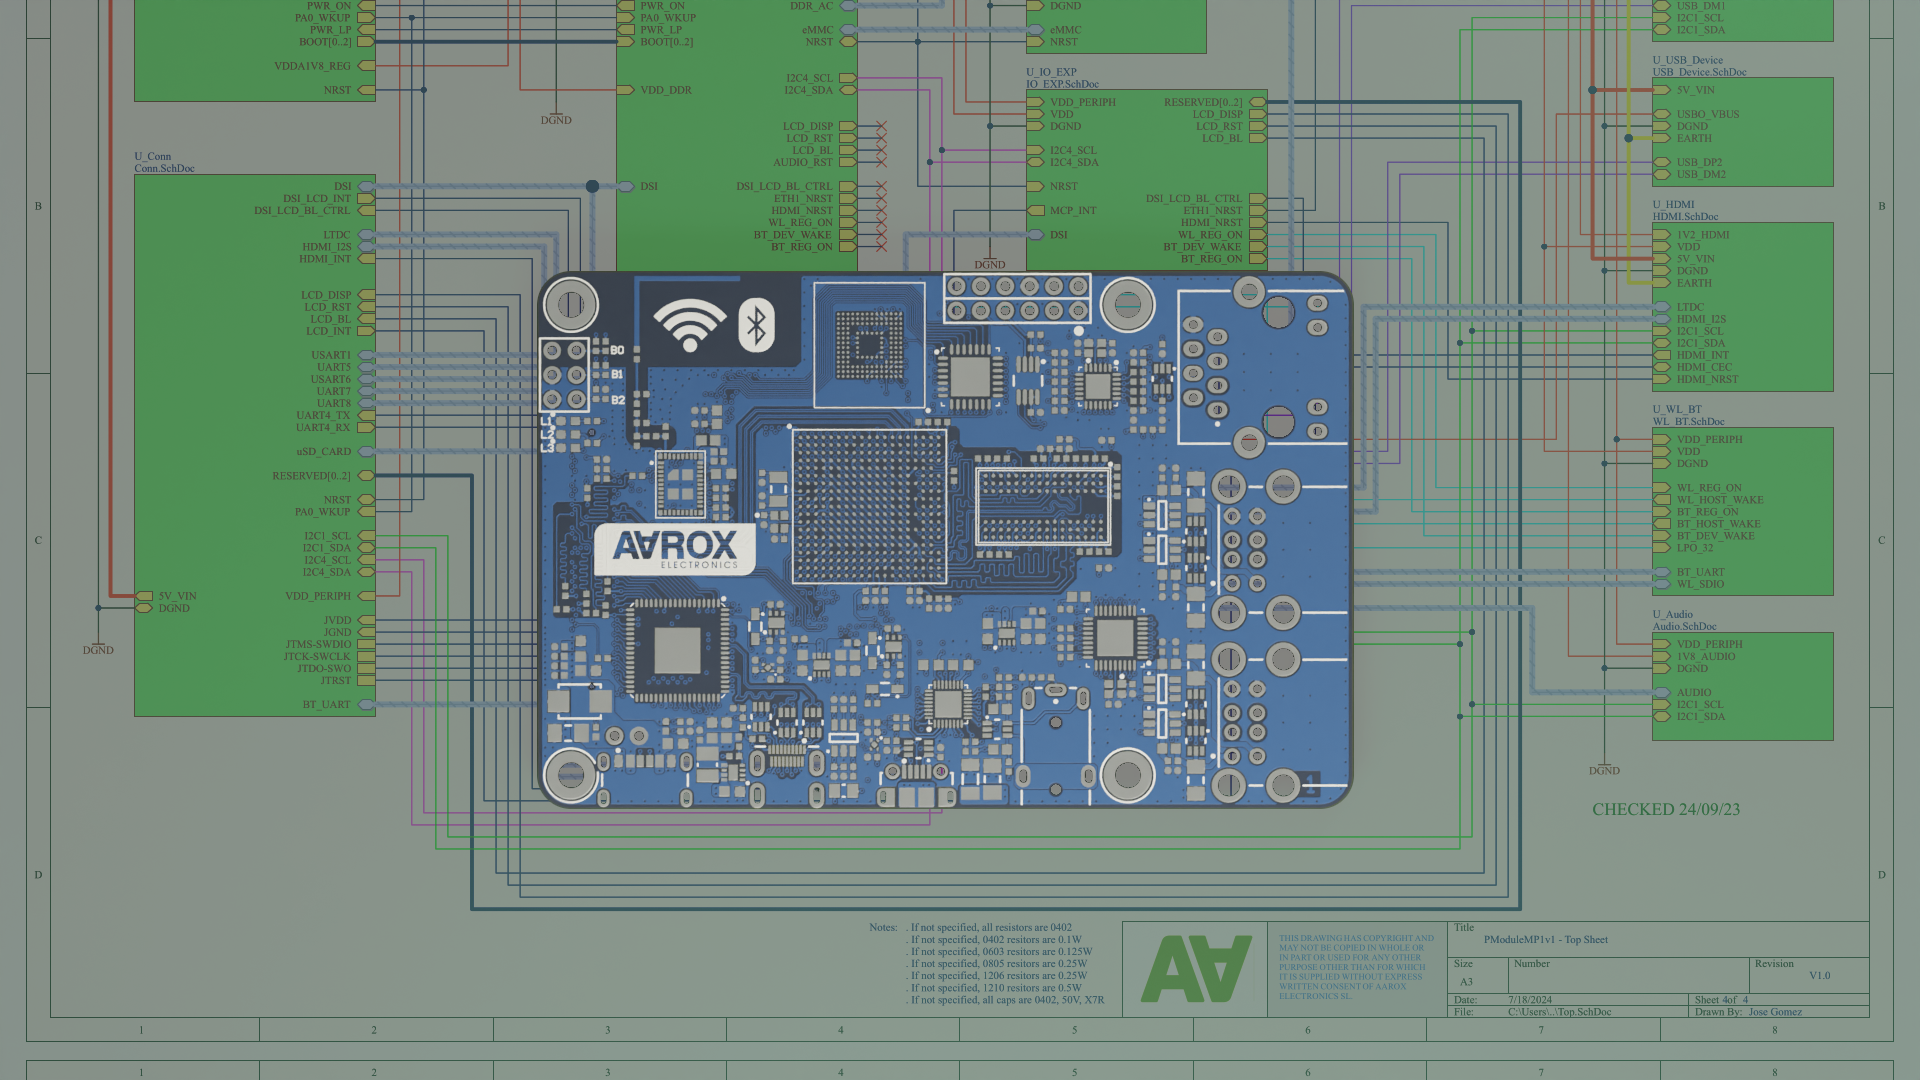 PWR_ON
PA0_WKUP
PWR_LP
BOOT[0..2]
VDDA1V8_REG
NRST
PWR_ON
PA0_WKUP
PWR_LP
BOOT[0..2]
VDD_DDR
DSI
DDR_AC
eMMC
NRST
I2C4_SCL
I2C4_SDA
LCD_DISP
LCD_RST
LCD_BL
AUDIO_RST
DSI_LCD_BL_CTRL
ETH1_NRST
HDMI_NRST
WL_REG_ON
BT_DEV_WAKE
BT_REG_ON
DGND
DGND
eMMC
NRST
U_IO_EXP
IO_EXP.SchDoc
VDD_PERIPH
VDD
DGND
I2C4_SCL
I2C4_SDA
NRST
MCP_INT
DSI
DGND
RESERVED[0..2]
LCD_DISP
LCD_RST
LCD_BL
DSI_LCD_BL_CTRL
ETH1_NRST
HDMI_NRST
WL_REG_ON
BT_DEV_WAKE
BT_REG_ON
USB_DM1
I2C1_SCL
I2C1_SDA
U_USB_Device
USB_Device.SchDoc
5V_VIN
USBO_VBUS
DGND
EARTH
USB_DP2
USB_DM2
U_HDMI
HDMI.SchDoc
1V2_HDMI
VDD
5V_VIN
DGND
EARTH
LTDC
HDMI_I2S
I2C1_SCL
I2C1_SDA
HDMI_INT
HDMI_CEC
HDMI_NRST
U_WL_BT
WL_BT.SchDoc
VDD_PERIPH
VDD
DGND
WL_REG_ON
WL_HOST_WAKE
BT_REG_ON
BT_HOST_WAKE
BT_DEV_WAKE
LPO_32
BT_UART
WL_SDIO
U_Audio
Audio.SchDoc
VDD_PERIPH
1V8_AUDIO
DGND
AUDIO
I2C1_SCL
I2C1_SDA
DGND
CHECKED 24/09/23
U_Conn
Conn.SchDoc
DSI
DSI_LCD_INT
DSI_LCD_BL_CTRL
LTDC
HDMI_I2S
HDMI_INT
LCD_DISP
LCD_RST
LCD_BL
LCD_INT
USART1
UART5
USART6
UART7
UART8
UART4_TX
UART4_RX
uSD_CARD
RESERVED[0..2]
NRST
PA0_WKUP
I2C1_SCL
I2C1_SDA
I2C4_SCL
I2C4_SDA
5V_VIN
VDD_PERIPH
DGND
JVDD
JGND
JTMS-SWDIO
JTCK-SWCLK
JTDO-SWO
JTRST
BT_UART
DGND
B0
B1
B2
L1
L2
L3
AAROX
ELECTRONICS
1
B
C
D
B
C
D
Notes: . If not specified, all resistors are 0402
. If not specified, 0402 resitors are 0.1W
. If not specified, 0603 resitors are 0.125W
. If not specified, 0805 resitors are 0.25W
. If not specified, 1206 resitors are 0.25W
. If not specified, 1210 resitors are 0.5W
. If not specified, all caps are 0402, 50V, X7R
THIS DRAWING HAS COPYRIGHT AND
MAY NOT BE COPIED IN WHOLE OR
IN PART OR USED FOR ANY OTHER
PURPOSE OTHER THAN FOR WHICH
IT IS SUPPLIED WITHOUT EXPRESS
WRITTEN CONSENT OF AAROX
ELECTRONICS SL.
Title
PModuleMP1v1 - Top Sheet
Size Number Revision
A3 V1.0
Date: 7/18/2024 Sheet 4of 4
File: C:\Users\..\Top.SchDoc Drawn By: Jose Gomez
1 2 3 4 5 6 7 8
1 2 3 4 5 6 7 8